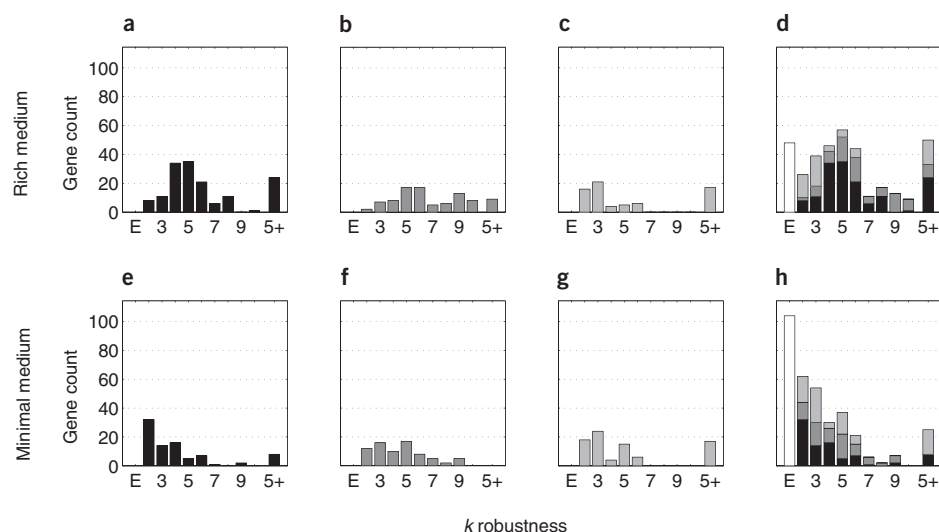 a b c d
Rich medium
Gene count
100
80
60
40
20
0
E 3 5 7 9 5+
E 3 5 7 9 5+
E 3 5 7 9 5+
E 3 5 7 9 5+
e f g h
Minimal medium
Gene count
100
80
60
40
20
0
E 3 5 7 9 5+
E 3 5 7 9 5+
E 3 5 7 9 5+
E 3 5 7 9 5+
k robustness